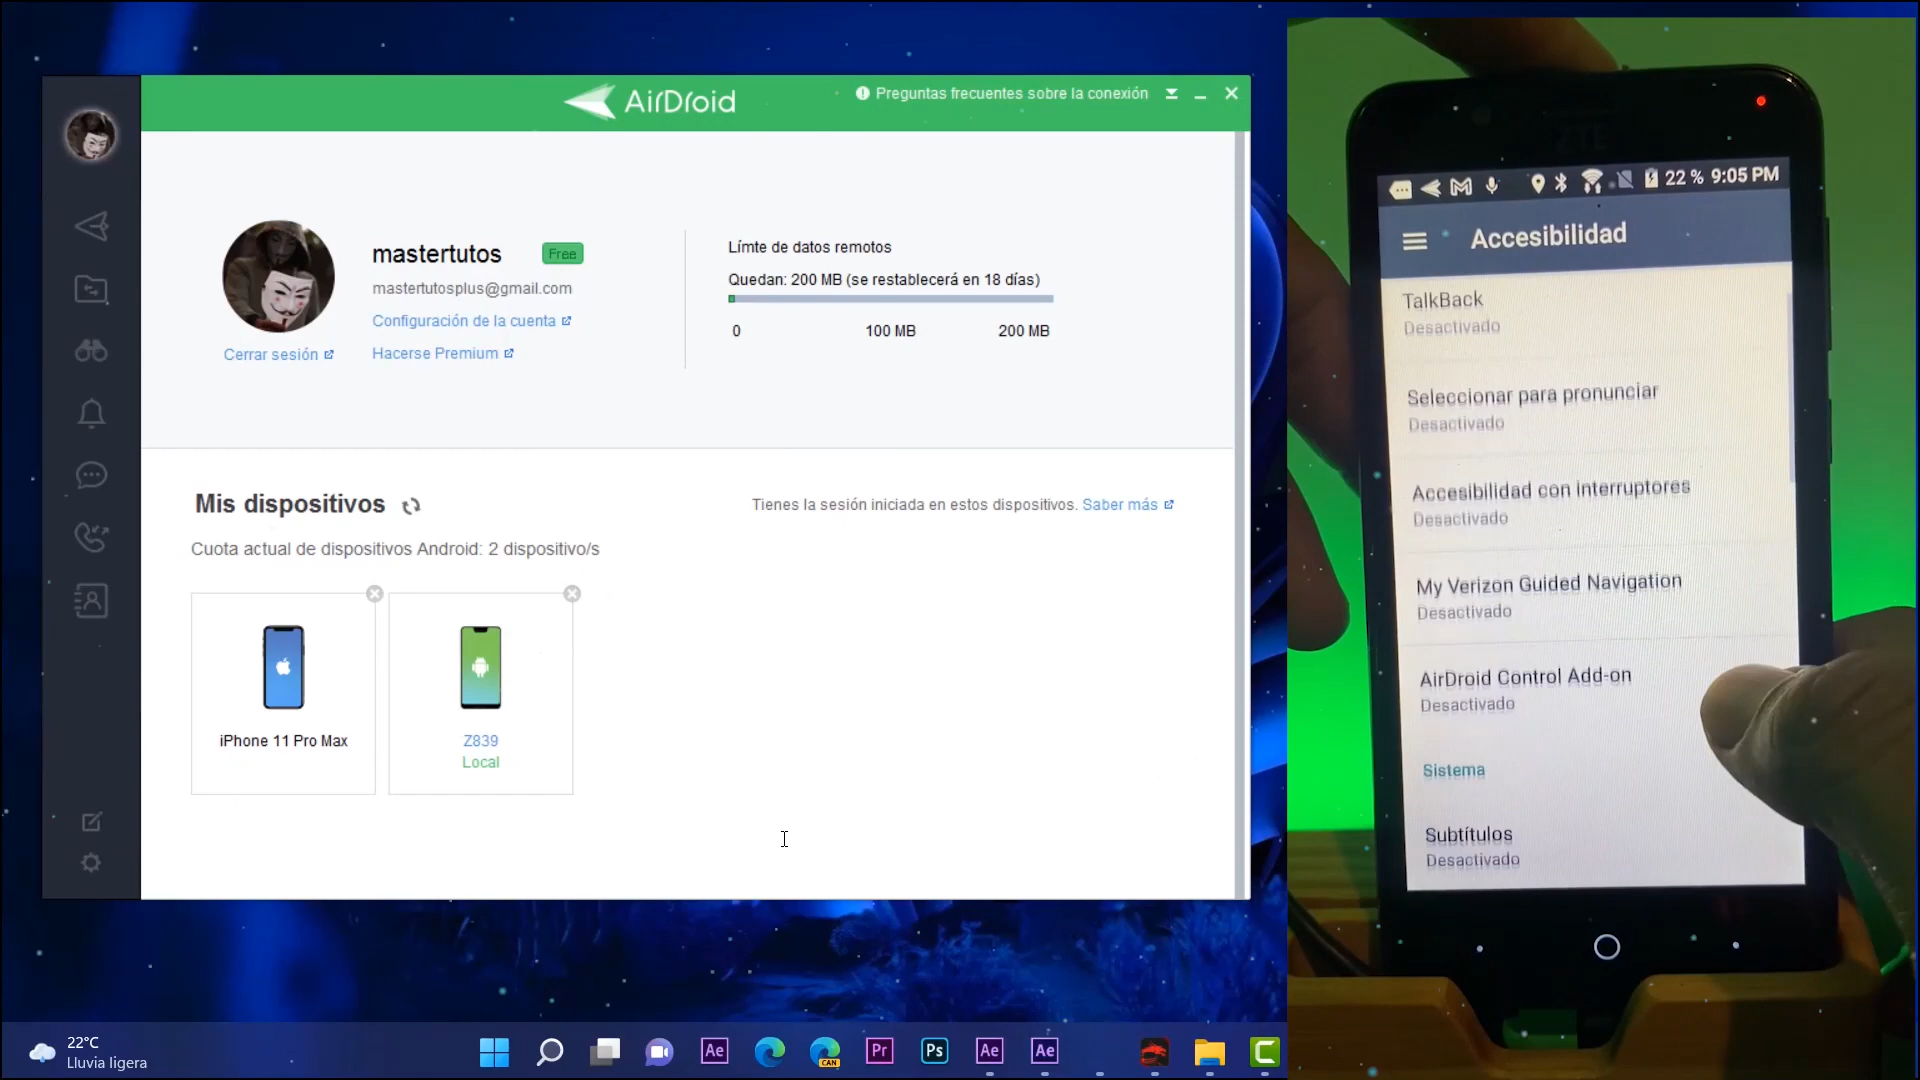 AirDroid
Preguntas frecuentes sobre la conexión
mastertutos
Free
mastertutosplus@gmail.com
Configuración de la cuenta
Cerrar sesión
Hacerse Premium
Límte de datos remotos
Quedan: 200 MB (se restablecerá en 18 días)
0
100 MB
200 MB
Mis dispositivos
Tienes la sesión iniciada en estos dispositivos. Saber más
Cuota actual de dispositivos Android: 2 dispositivo/s
iPhone 11 Pro Max
Z839
Local
22°C
Lluvia ligera
Ae
CAN
Pr
Ps
Ae
Ae
ZTE
22 % 9:05 PM
Accesibilidad
TalkBack
Desactivado
Seleccionar para pronunciar
Desactivado
Accesibilidad con interruptores
Desactivado
My Verizon Guided Navigation
Desactivado
AirDroid Control Add-on
Desactivado
Sistema
Subtítulos
Desactivado